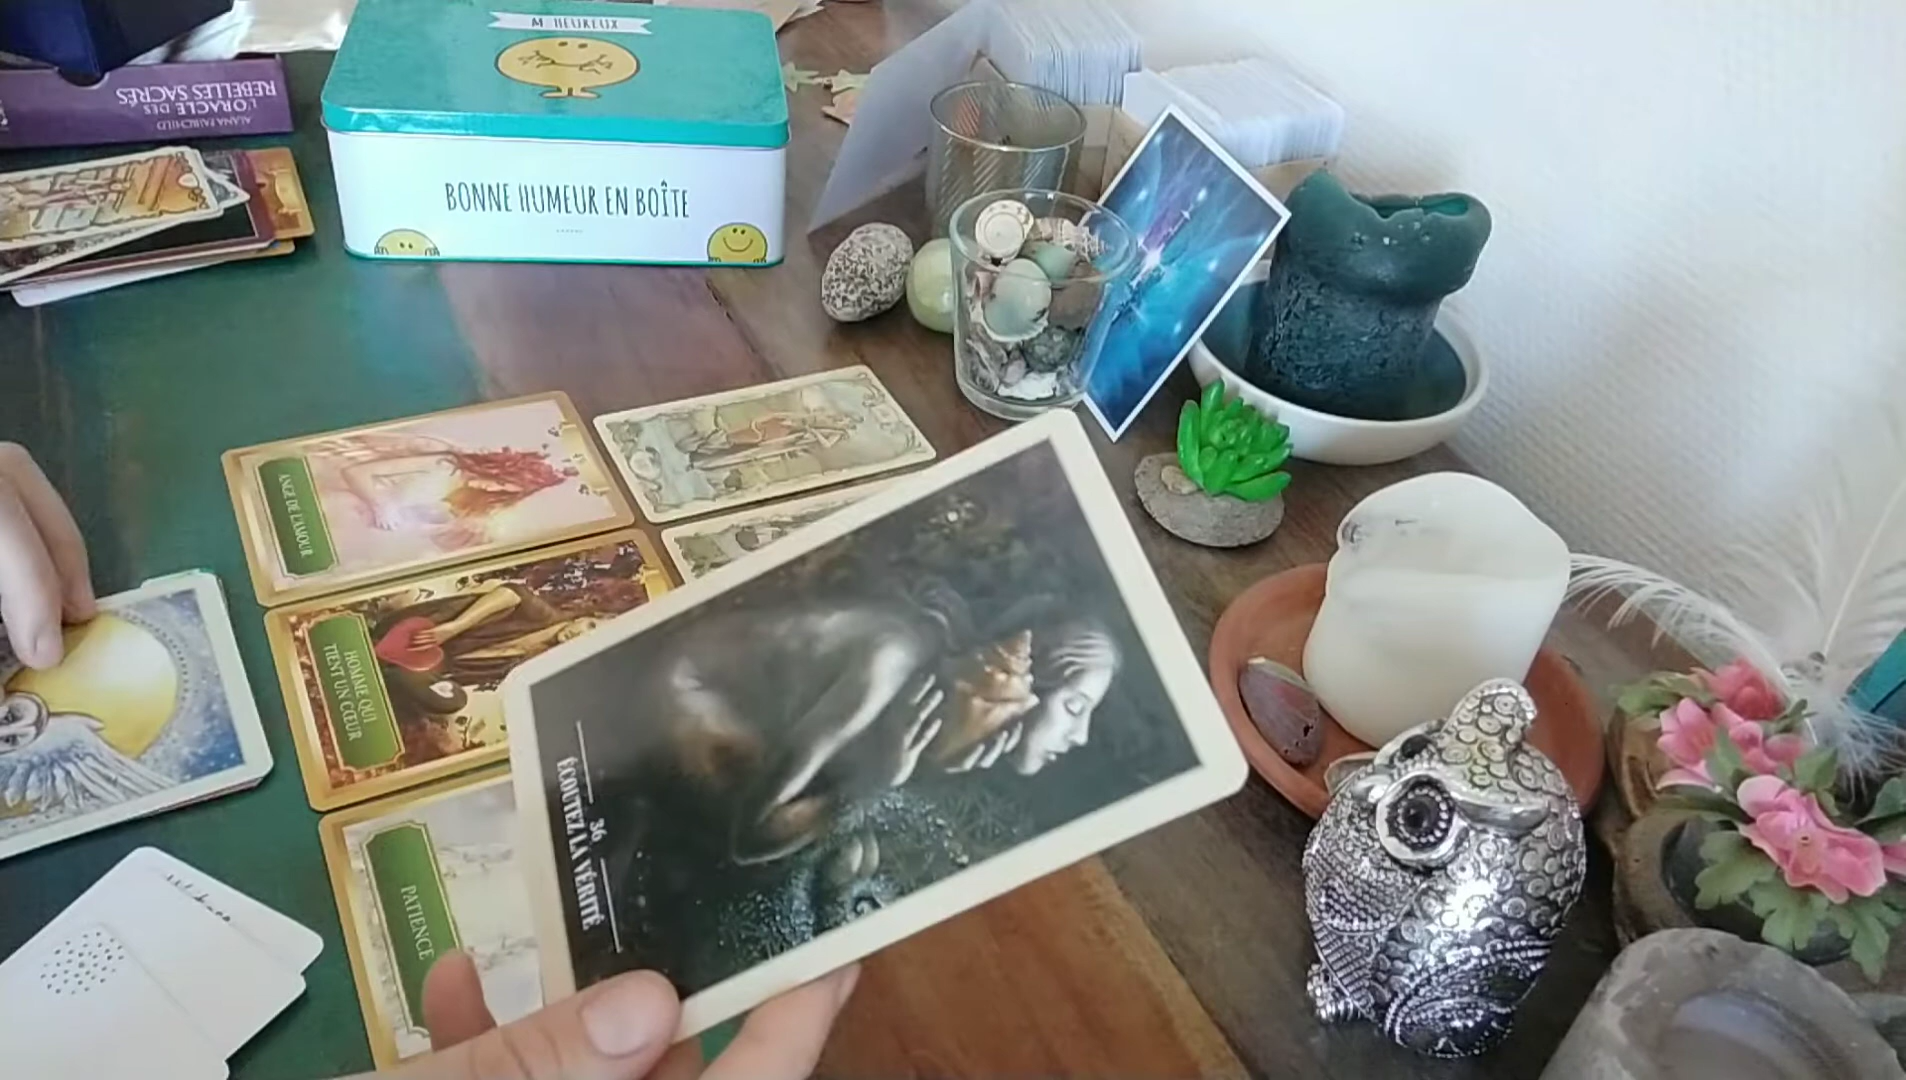 M. HEUREUX
BONNE HUMEUR EN BOÎTE
ALANA FAIRCHILD
L'ORACLE DES
REBELLES SACRÉS
ANGE DE L'AMOUR
HOMME QUI
TIENT UN CŒUR
PATIENCE
36
ÉCOUTEZ LA VÉRITÉ